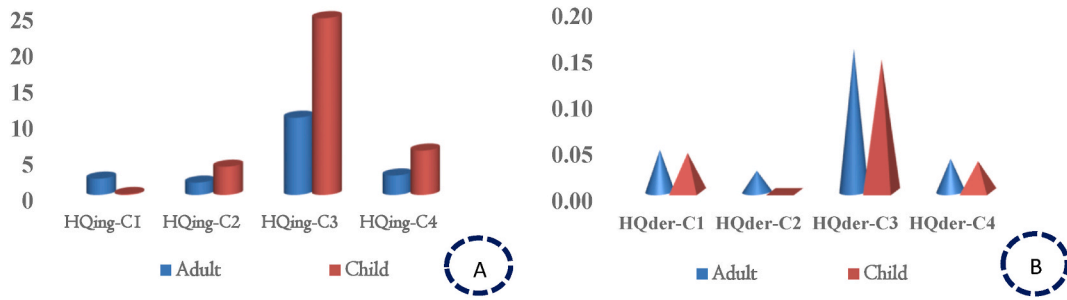 25
20
15
10
5
0
HQing-C1 HQing-C2 HQing-C3 HQing-C4
Adult Child
A
0.20
0.15
0.10
0.05
0.00
HQder-C1 HQder-C2 HQder-C3 HQder-C4
Adult Child
B